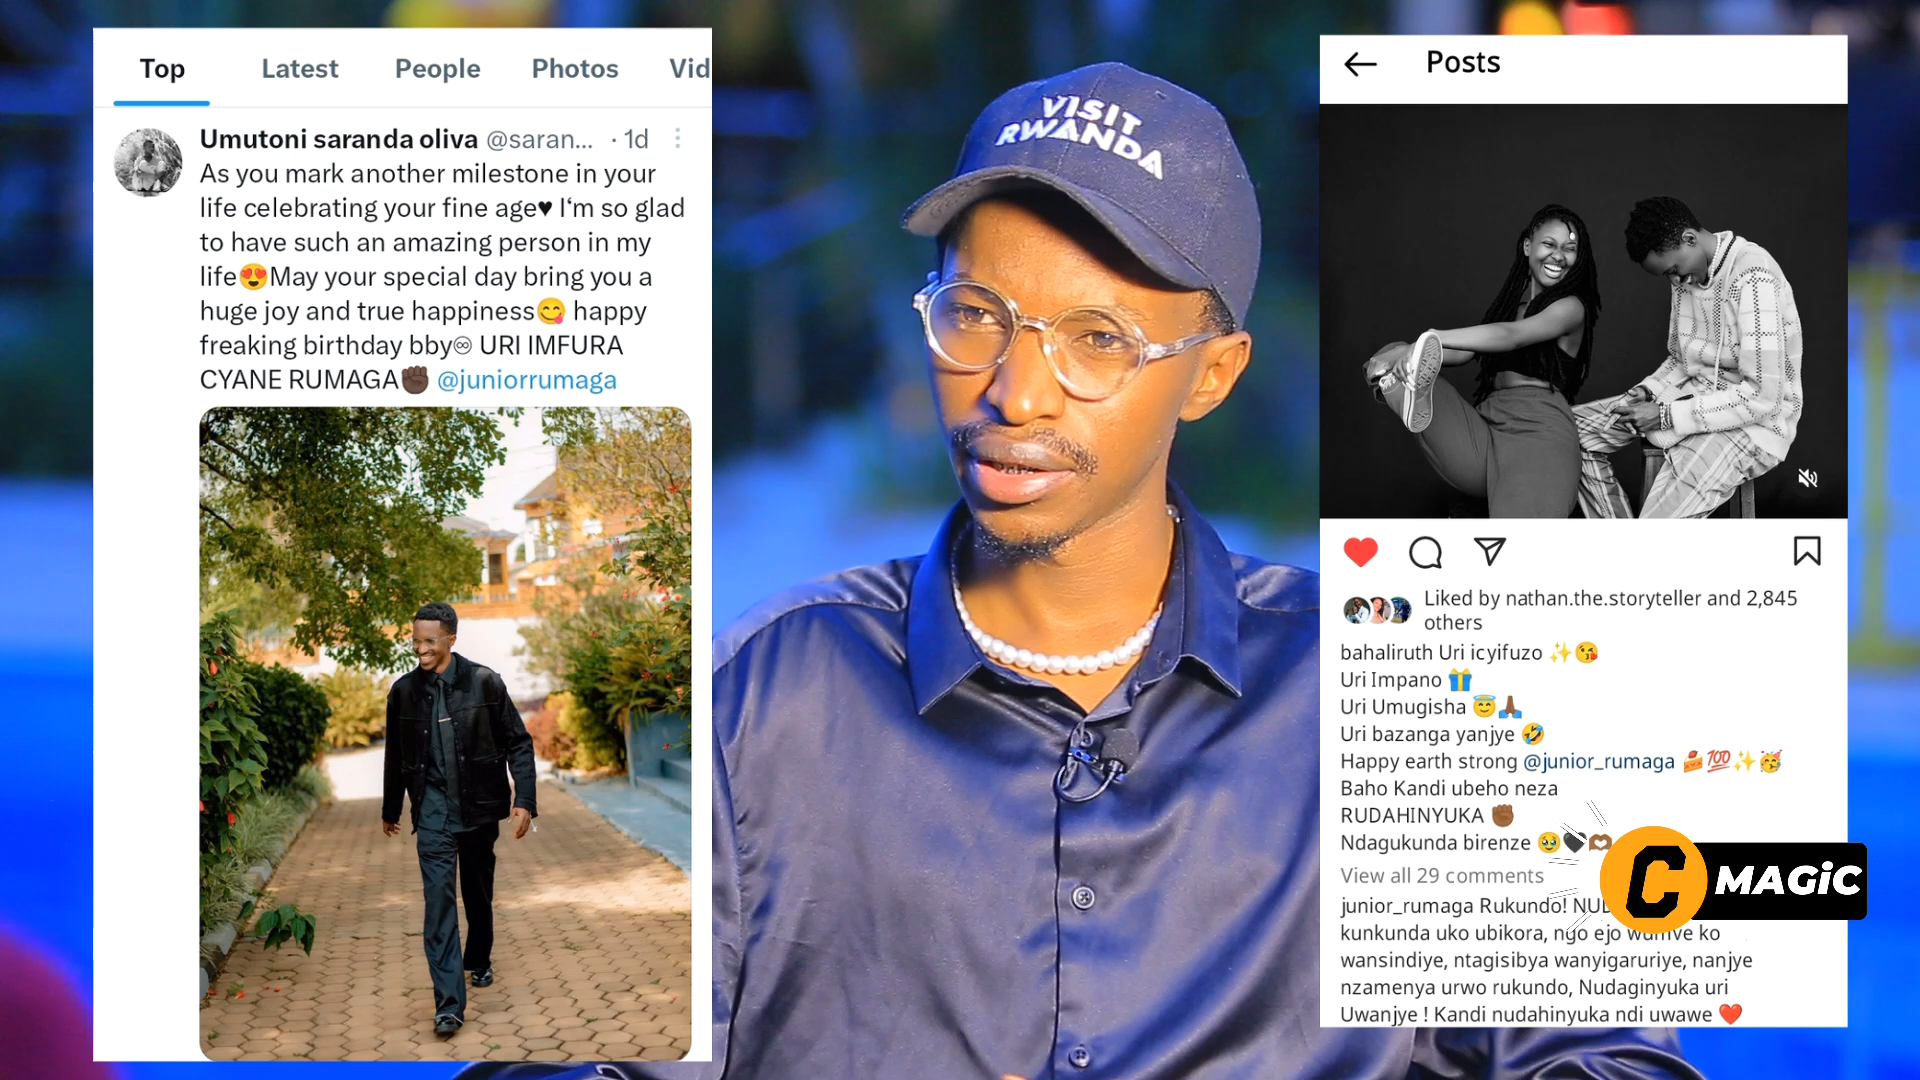 Top Latest People Photos Vid
Umutoni saranda oliva @saran... · 1d
As you mark another milestone in your
life celebrating your fine age♥ I‘m so glad
to have such an amazing person in my
life😍May your special day bring you a
huge joy and true happiness😋 happy
freaking birthday bby♾ URI IMFURA
CYANE RUMAGA✊🏿 @juniorrumaga
VISIT
RWANDA
Posts
Liked by nathan.the.storyteller and 2,845
others
bahaliruth Uri icyifuzo ✨😘
Uri Impano 🎁
Uri Umugisha 😇🙏🏾
Uri bazanga yanjye 🤣
Happy earth strong @junior_rumaga 🍰💯✨🥳
Baho Kandi ubeho neza
RUDAHINYUKA ✊🏾
Ndagukunda birenze 🥹🖤🫶🏾
View all 29 comments
junior_rumaga Rukundo!
kunkunda uko ubikora, ngo ejo ko
wansindiye, ntagisibya wanyigaruriye, nanjye
nzamenya urwo rukundo, Nudaginyuka uri
Uwanjye ! Kandi nudahinyuka ndi uwawe ❤️
C MAGiC